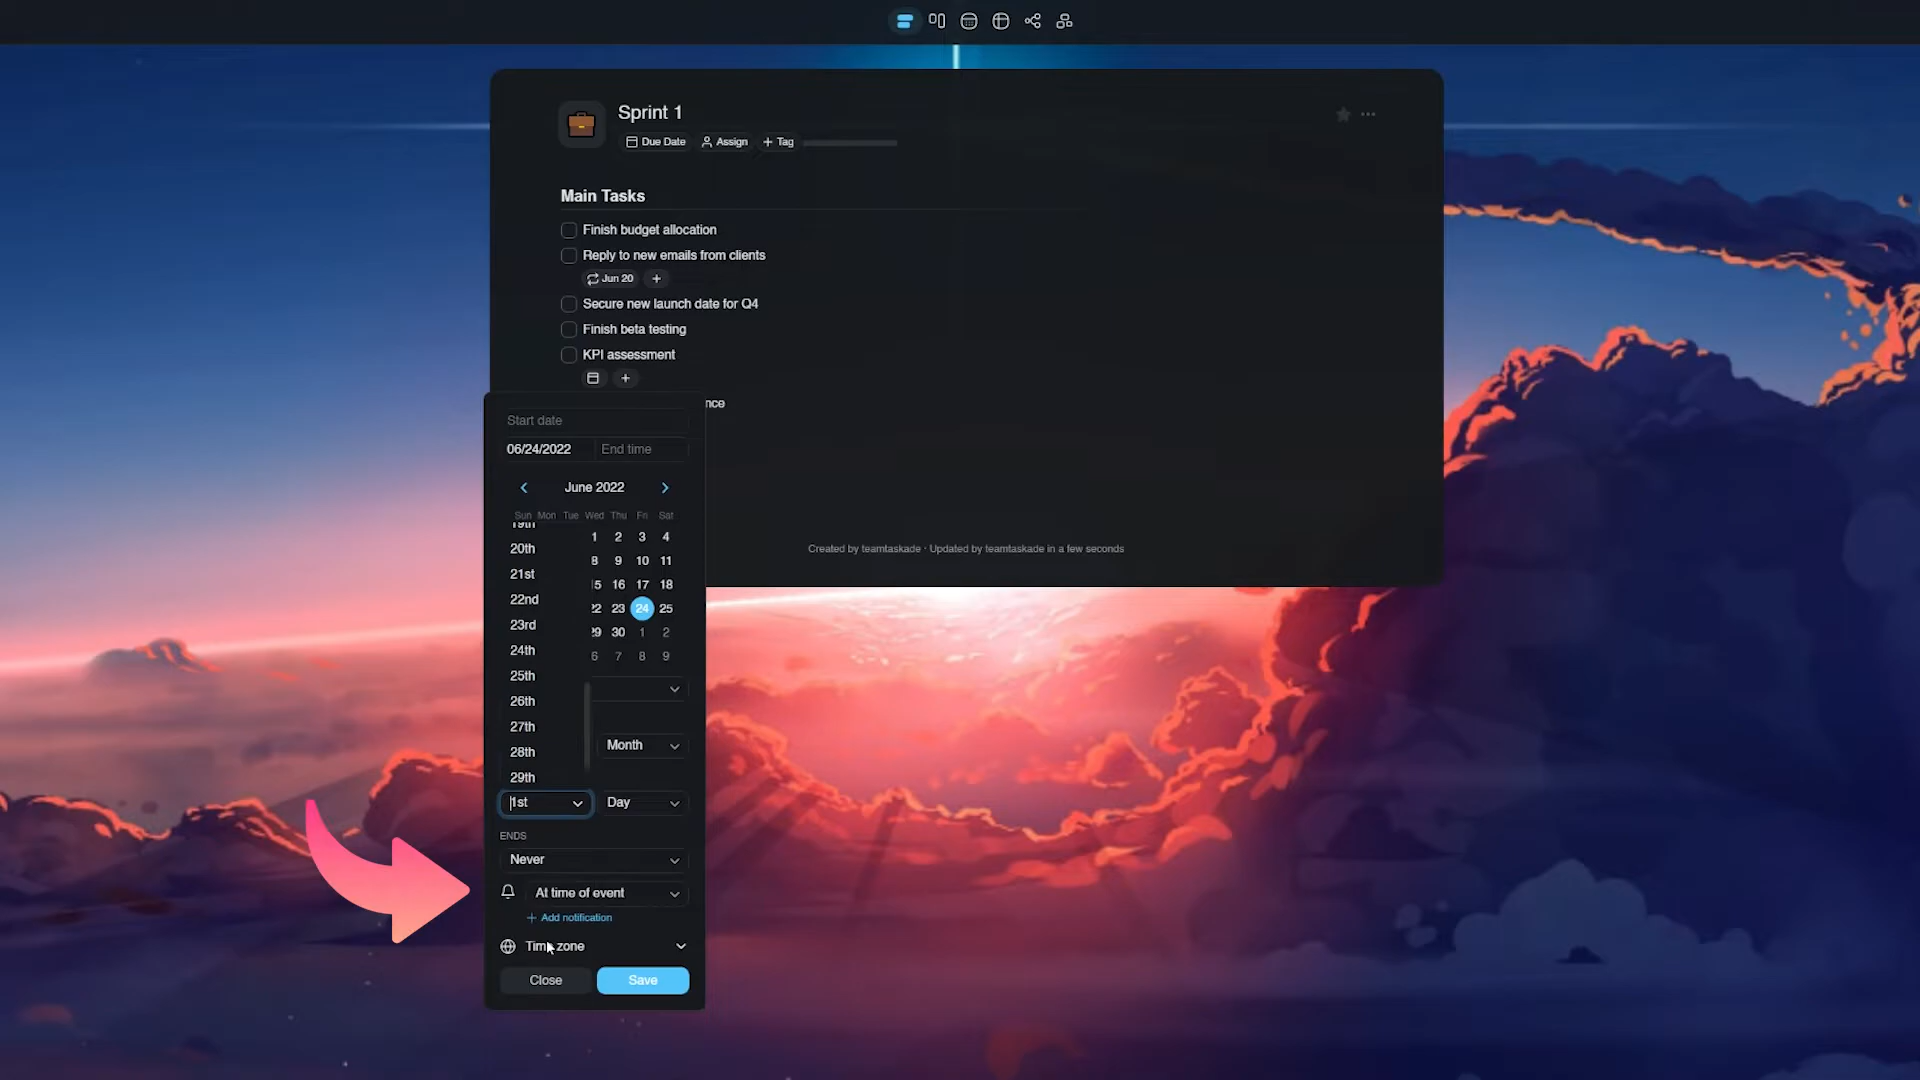 Sprint 1
Due Date Assign + Tag
Main Tasks
Finish budget allocation
Reply to new emails from clients
Jun 20 +
Secure new launch date for Q4
Finish beta testing
KPI assessment
+
nce
Start date
06/24/2022 End time
June 2022
Sun Mon Tue Wed Thu Fri Sat
1 2 3 4
8 9 10 11
5 16 17 18
22 23 24 25
29 30 1 2
6 7 8 9
19th
20th
21st
22nd
23rd
24th
25th
26th
27th
28th
29th
Month
1st Day
ENDS
Never
At time of event
+ Add notification
Time zone
Close Save
Created by teamtaskade · Updated by teamtaskade in a few seconds